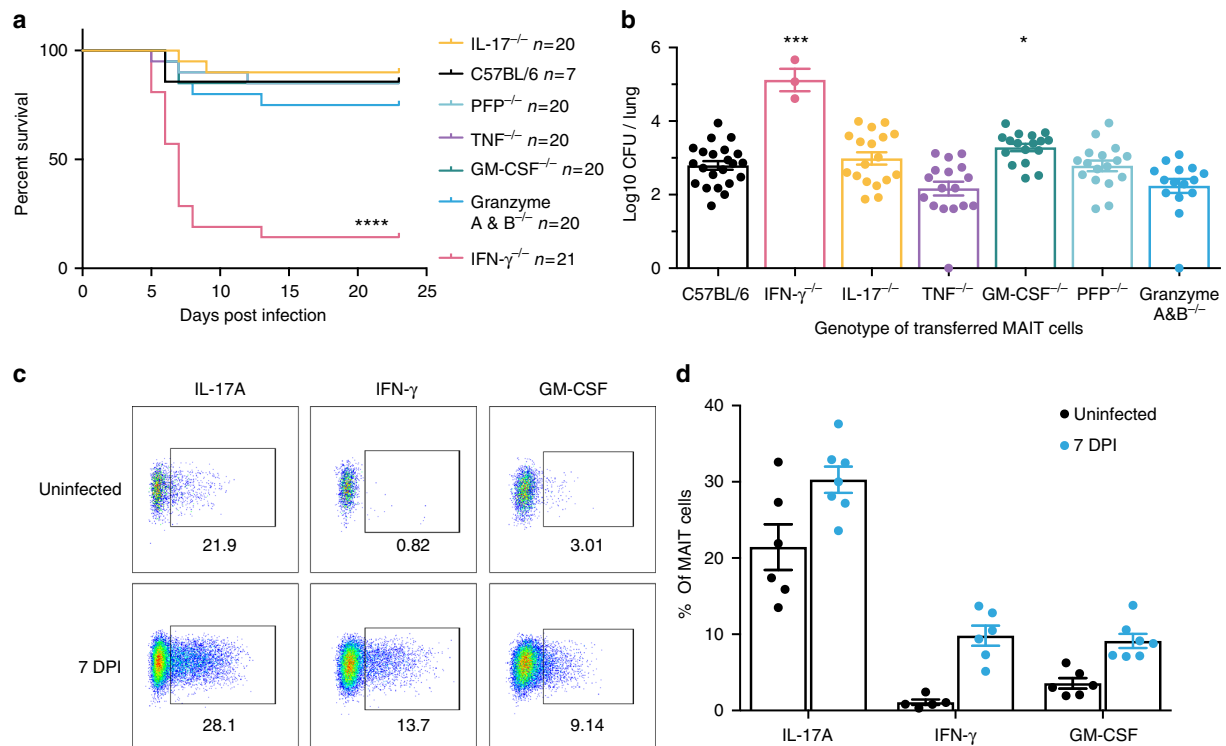 a
Percent survival
100
50
0
0 5 10 15 20 25
Days post infection
****
IL-17⁻/⁻ n=20
C57BL/6 n=7
PFP⁻/⁻ n=20
TNF⁻/⁻ n=20
GM-CSF⁻/⁻ n=20
Granzyme
A & B⁻/⁻ n=20
IFN-γ⁻/⁻ n=21
b
Log10 CFU / lung
6
4
2
0
*** *
C57BL/6 IFN-γ⁻/⁻ IL-17⁻/⁻ TNF⁻/⁻ GM-CSF⁻/⁻ PFP⁻/⁻ Granzyme
A&B⁻/⁻
Genotype of transferred MAIT cells
c
IL-17A IFN-γ GM-CSF
Uninfected
21.9 0.82 3.01
7 DPI
28.1 13.7 9.14
d
% Of MAIT cells
40
30
20
10
0
Uninfected
7 DPI
IL-17A IFN-γ GM-CSF